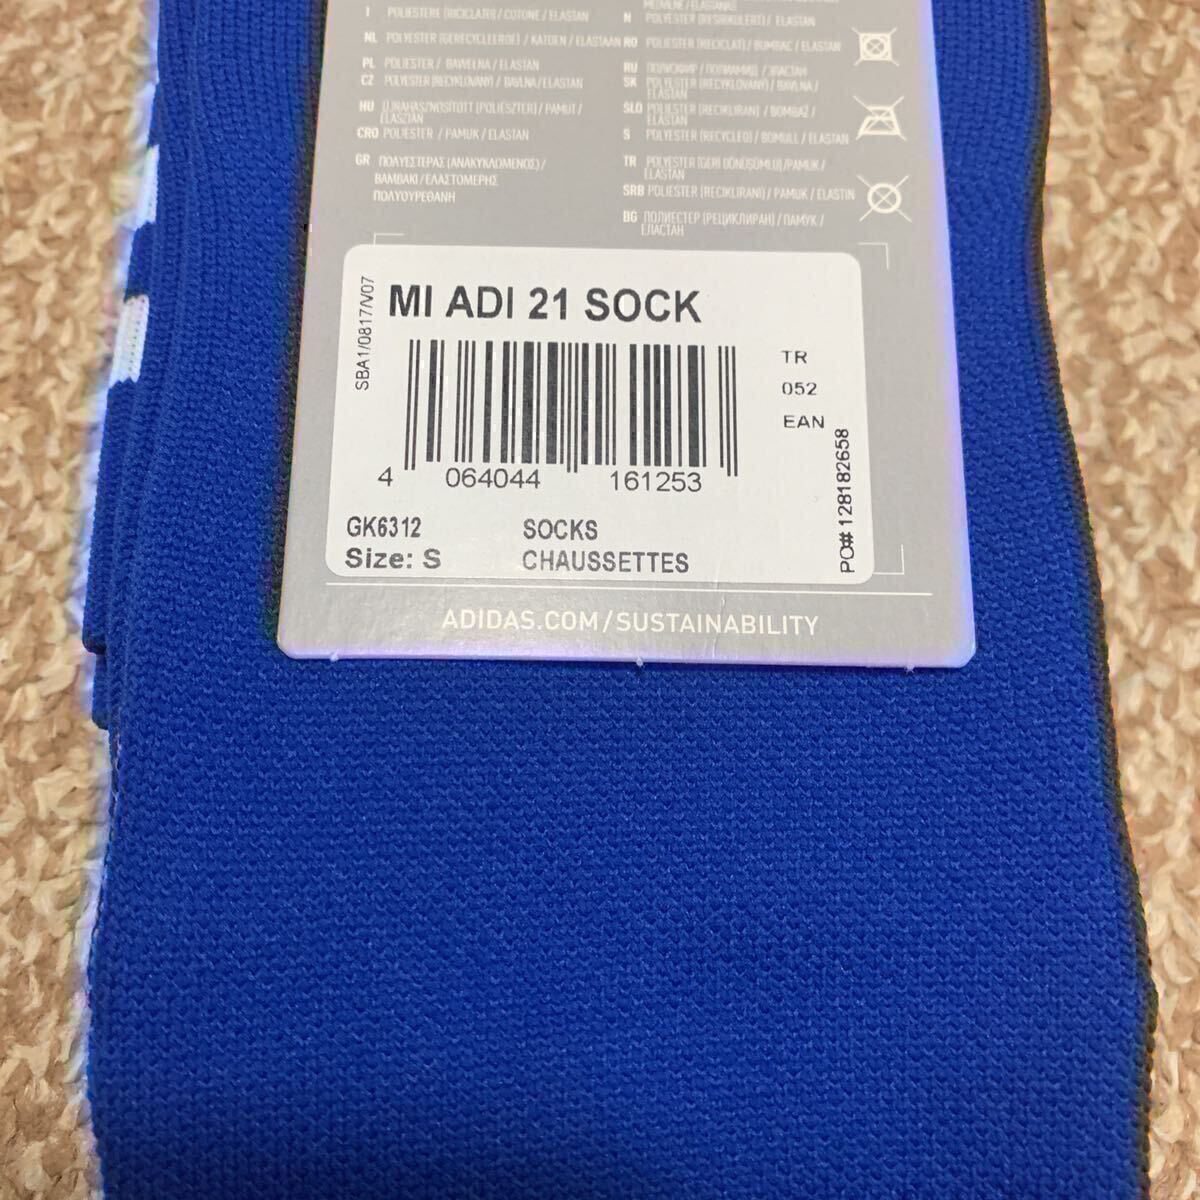 I POLIESTERE (RICICLATO) / COTONE / ELASTAN
NL POLYESTER (GERECYCLEERDE) / KATOEN / ELASTAAN
PL POLIESTER / BAWEŁNA / ELASTAN
CZ POLYESTER (RECYKLOVANÝ) / BAVLNA / ELASTAN
HU ÚJRAHASZNOSÍTOTT (POLIÉSZTER) / PAMUT /
ELASZTÁN
CRO POLIESTER / PAMUK / ELASTAN
GR ΠΟΛΥΕΣΤΕΡΑΣ (ΑΝΑΚΥΚΛΩΜΕΝΟΣ) /
ΒΑΜΒΑΚΙ / ΕΛΑΣΤΟΜΕΡΗΣ
ΠΟΛΥΟΥΡΕΘΑΝΗ
N POLYESTER (RESIRKULERT) / BOMULL / ELASTAN
RO POLIESTER (RECICLAT) / BUMBAC / ELASTAN
RU ПОЛИЭФИР / ПОЛИАМИД / ЭЛАСТАН
SK POLYESTER (RECYKLOVANÝ) / BAVLNA /
ELASTAN
SLO POLIESTER (RECIKLIRAN) / BOMBAŽ /
ELASTAN
S POLYESTER (RECYCLED) / BOMULL / ELASTAN
TR POLYESTER (GERİ DÖNÜŞÜMLÜ) / PAMUK /
ELASTAN
SRB POLIESTER (RECIKLIRANI) / PAMUK / ELASTIN
BG ПОЛИЕСТЕР (РЕЦИКЛИРАН) / ПАМУК /
ЕЛАСТАН
SBA1/0817/V07
MI ADI 21 SOCK
TR
052
EAN
4 064044 161253
PO# 128182658
GK6312 SOCKS
Size: S CHAUSSETTES
ADIDAS.COM/SUSTAINABILITY